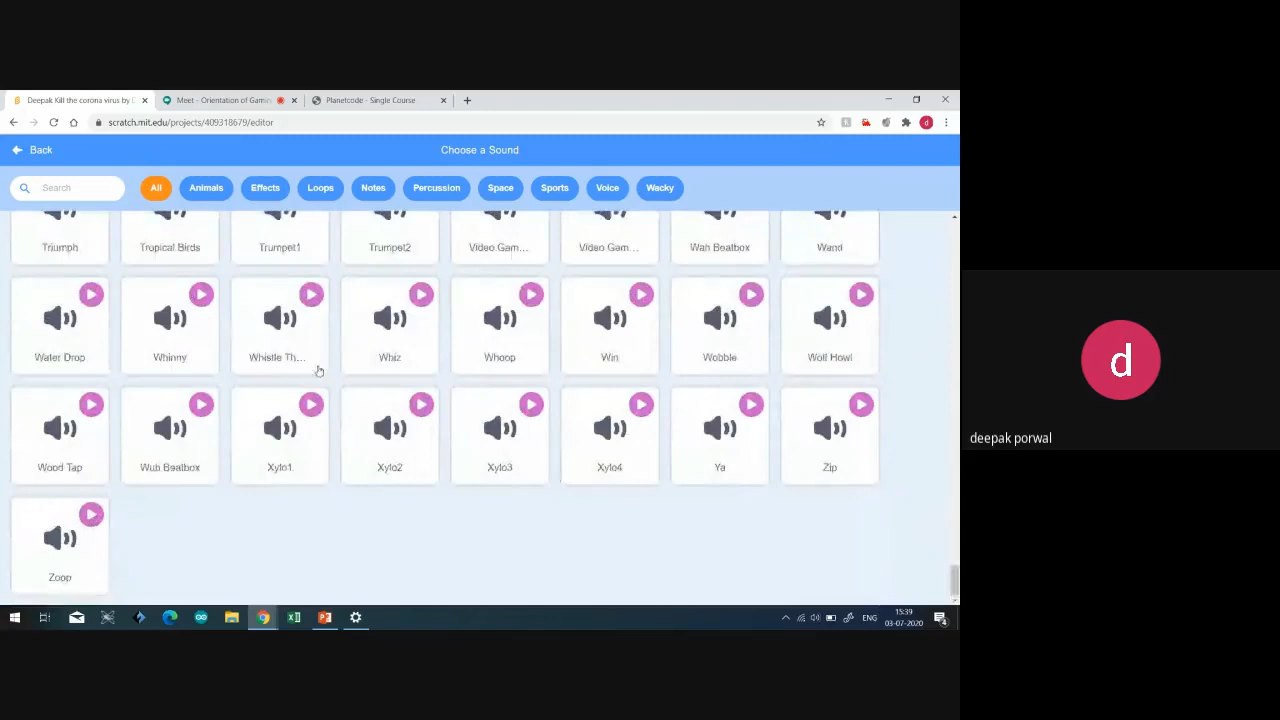 Deepak Kill the corona virus by D
Meet - Orientation of Game
Planetcode - Single Course
scratch.mit.edu/projects/409318679/editor
d
Back
Choose a Sound
Search
All
Animals
Effects
Loops
Notes
Percussion
Space
Sports
Voice
Wacky
Triumph
Tropical Birds
Trumpet1
Trumpet2
Video Gam...
Video Gam...
Wah Beatbox
Wand
Water Drop
Whinny
Whistle Th...
Whiz
Whoop
Win
Wobble
Wolf Howl
Wood Tap
Wub Beatbox
Xylo1
Xylo2
Xylo3
Xylo4
Ya
Zip
Zoop
d
deepak porwal
ENG
15:39
03-07-2020
4